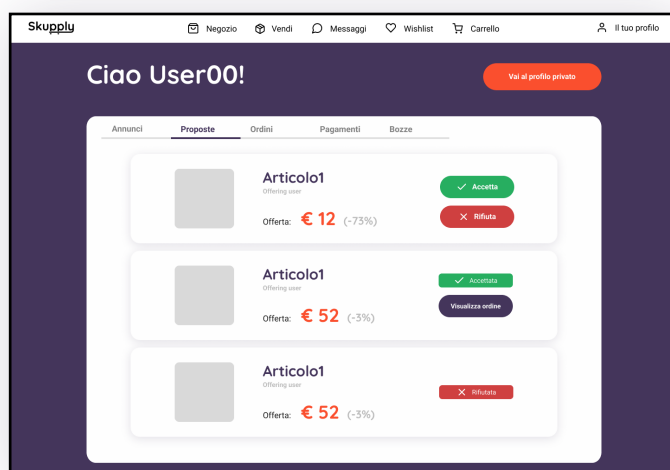 Skupply Negozio Vendi Messaggi Wishlist Carrello Il tuo profilo
Ciao User00!
Vai al profilo privato
Annunci Proposte Ordini Pagamenti Bozze
Articolo1
Offering user
Offerta: € 12 (-73%)
Accetta
Rifiuta
Articolo1
Offering user
Offerta: € 52 (-3%)
Accettata
Visualizza ordine
Articolo1
Offering user
Offerta: € 52 (-3%)
Rifiutata